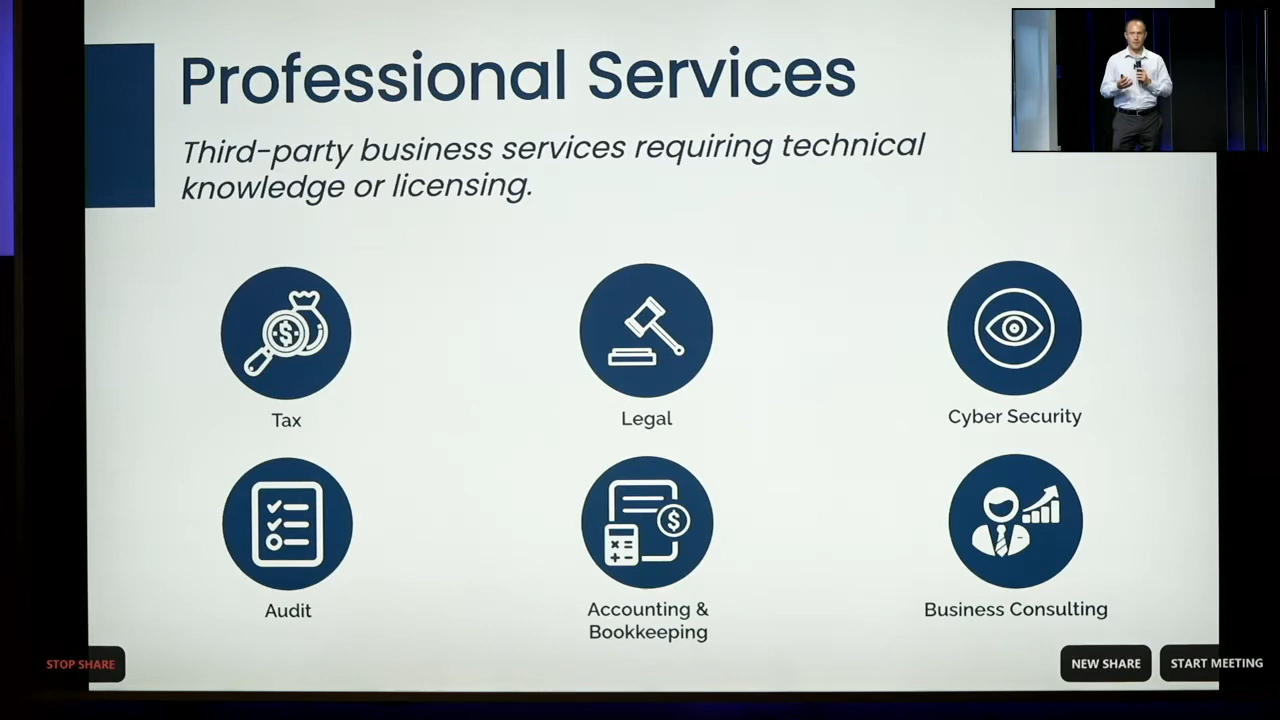 Professional Services
Third-party business services requiring technical
knowledge or licensing.
Tax
Legal
Cyber Security
Audit
Accounting &
Bookkeeping
Business Consulting
STOP SHARE
NEW SHARE
START MEETING